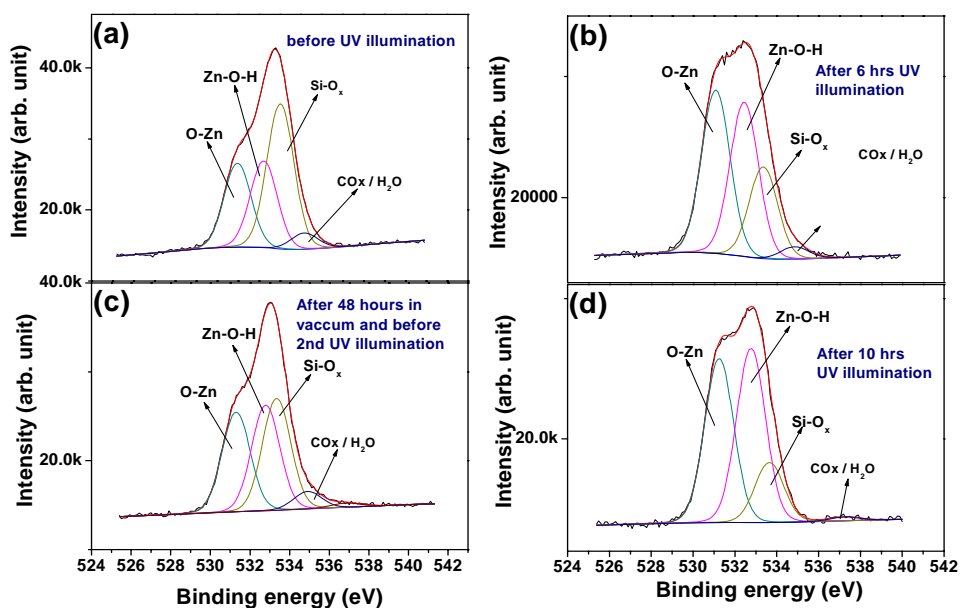 (a)
before UV illumination
Zn-O-H
Si-Ox
O-Zn
COx / H2O
40.0k
20.0k
Intensity (arb. unit)
(b)
After 6 hrs UV
illumination
Zn-O-H
O-Zn
Si-Ox
COx / H2O
20000
Intensity (arb. unit)
(c)
After 48 hours in
vaccum and before
2nd UV illumination
Zn-O-H
Si-Ox
O-Zn
COx / H2O
40.0k
20.0k
Intensity (arb. unit)
524 526 528 530 532 534 536 538 540 542
Binding energy (eV)
(d)
After 10 hrs
UV illumination
Zn-O-H
O-Zn
Si-Ox
COx / H2O
20.0k
Intensity (arb. unit)
524 526 528 530 532 534 536 538 540 542
Binding energy (eV)